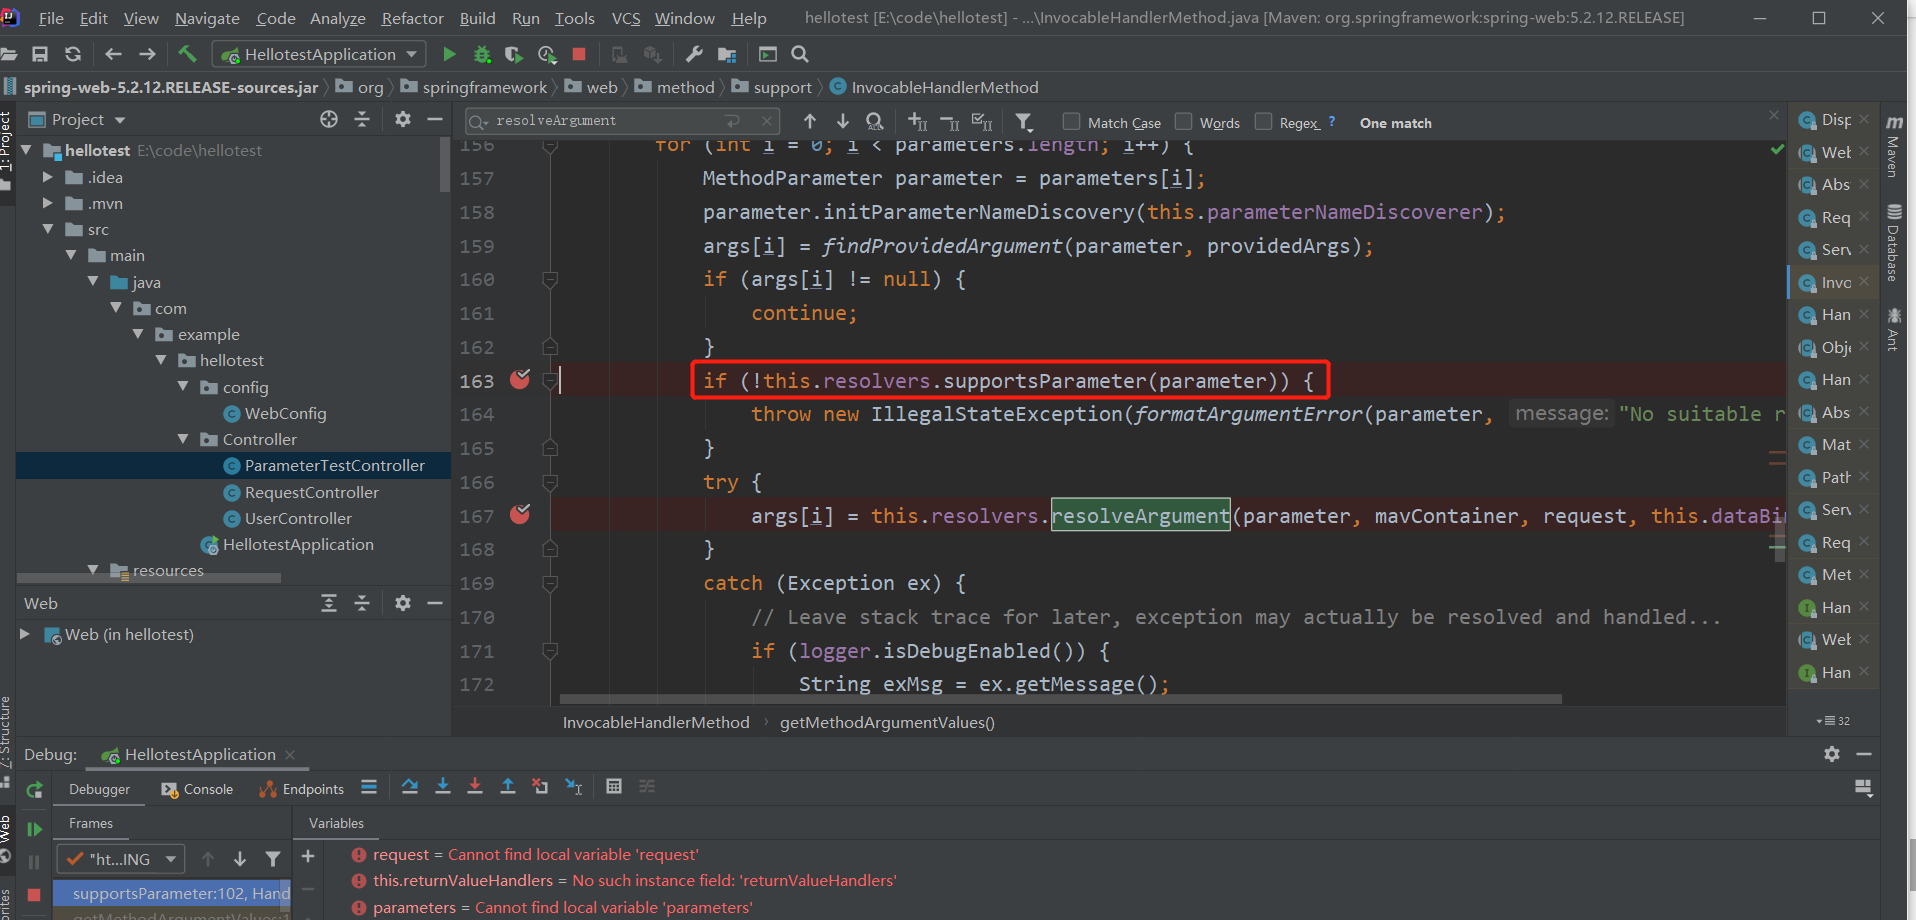 File Edit View Navigate Code Analyze Refactor Build Run Tools VCS Window Help hellotest [E:\code\hellotest] - ...\InvocableHandlerMethod.java [Maven: org.springframework:spring-web:5.2.12.RELEASE]
HellotestApplication
spring-web-5.2.12.RELEASE-sources.jar org springframework web method support InvocableHandlerMethod
1: Project
Project
resolveArgument Match Case Words Regex ? One match
hellotest E:\code\hellotest
.idea
.mvn
src
main
java
com
example
hellotest
config
WebConfig
Controller
ParameterTestController
RequestController
UserController
HellotestApplication
resources
Web
Web (in hellotest)
156 for (int i = 0; i < parameters.length; i++) {
157 MethodParameter parameter = parameters[i];
158 parameter.initParameterNameDiscovery(this.parameterNameDiscoverer);
159 args[i] = findProvidedArgument(parameter, providedArgs);
160 if (args[i] != null) {
161 continue;
162 }
163 if (!this.resolvers.supportsParameter(parameter)) {
164 throw new IllegalStateException(formatArgumentError(parameter, message: "No suitable r
165 }
166 try {
167 args[i] = this.resolvers.resolveArgument(parameter, mavContainer, request, this.dataBi
168 }
169 catch (Exception ex) {
170 // Leave stack trace for later, exception may actually be resolved and handled...
171 if (logger.isDebugEnabled()) {
172 String exMsg = ex.getMessage();
InvocableHandlerMethod getMethodArgumentValues()
Disp
Web
Abs
Req
Serv
Invo
Han
Obje
Han
Abs
Mat
Path
Serv
Req
Met
Han
Web
Han
32
Maven
Database
Ant
7: Structure
Web
Debug: HellotestApplication
Debugger Console Endpoints
Frames Variables
"ht...ING
supportsParameter:102, Hand
getMethodArgumentValues:1
request = Cannot find local variable 'request'
this.returnValueHandlers = No such instance field: 'returnValueHandlers'
parameters = Cannot find local variable 'parameters'